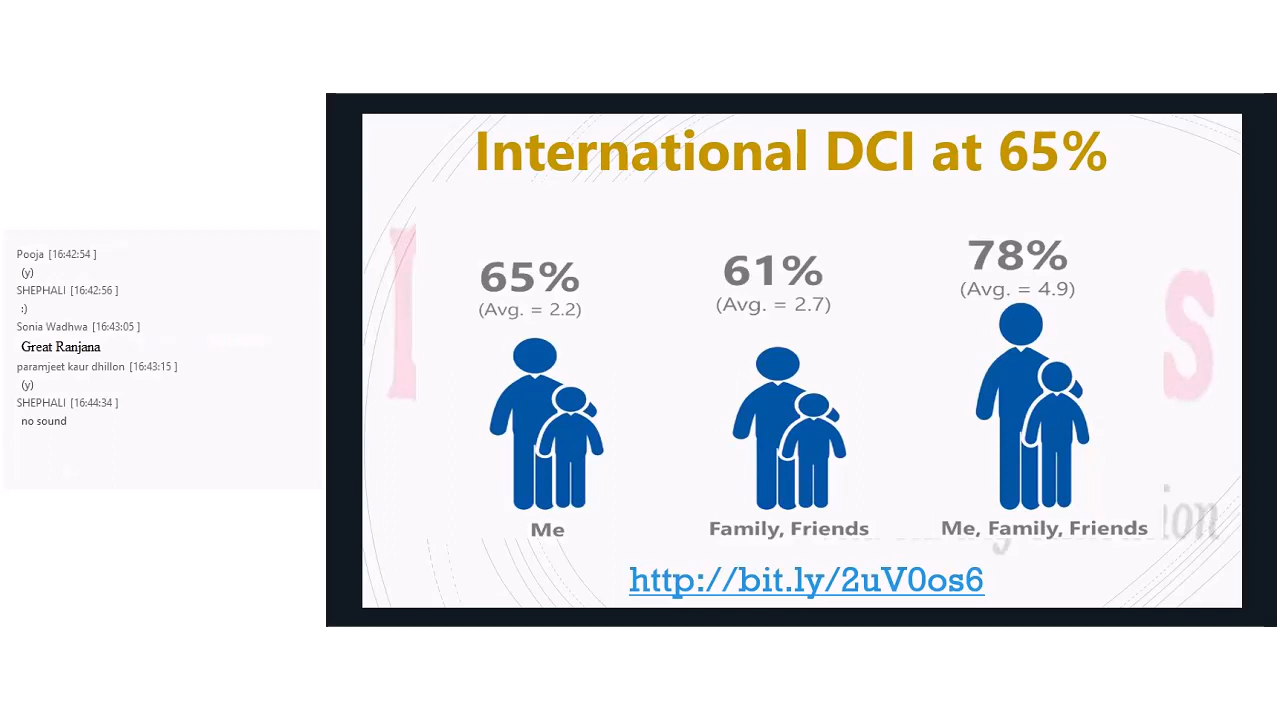 Pooja [16:42:54 ]
(y)
SHEPHALI [16:42:56 ]
:)
Sonia Wadhwa [16:43:05 ]
Great Ranjana
paramjeet kaur dhillon [16:43:15 ]
(y)
SHEPHALI [16:44:34 ]
no sound
International DCI at 65%
65%
(Avg. = 2.2)
Me
61%
(Avg. = 2.7)
Family, Friends
78%
(Avg. = 4.9)
Me, Family, Friends
http://bit.ly/2uV0os6